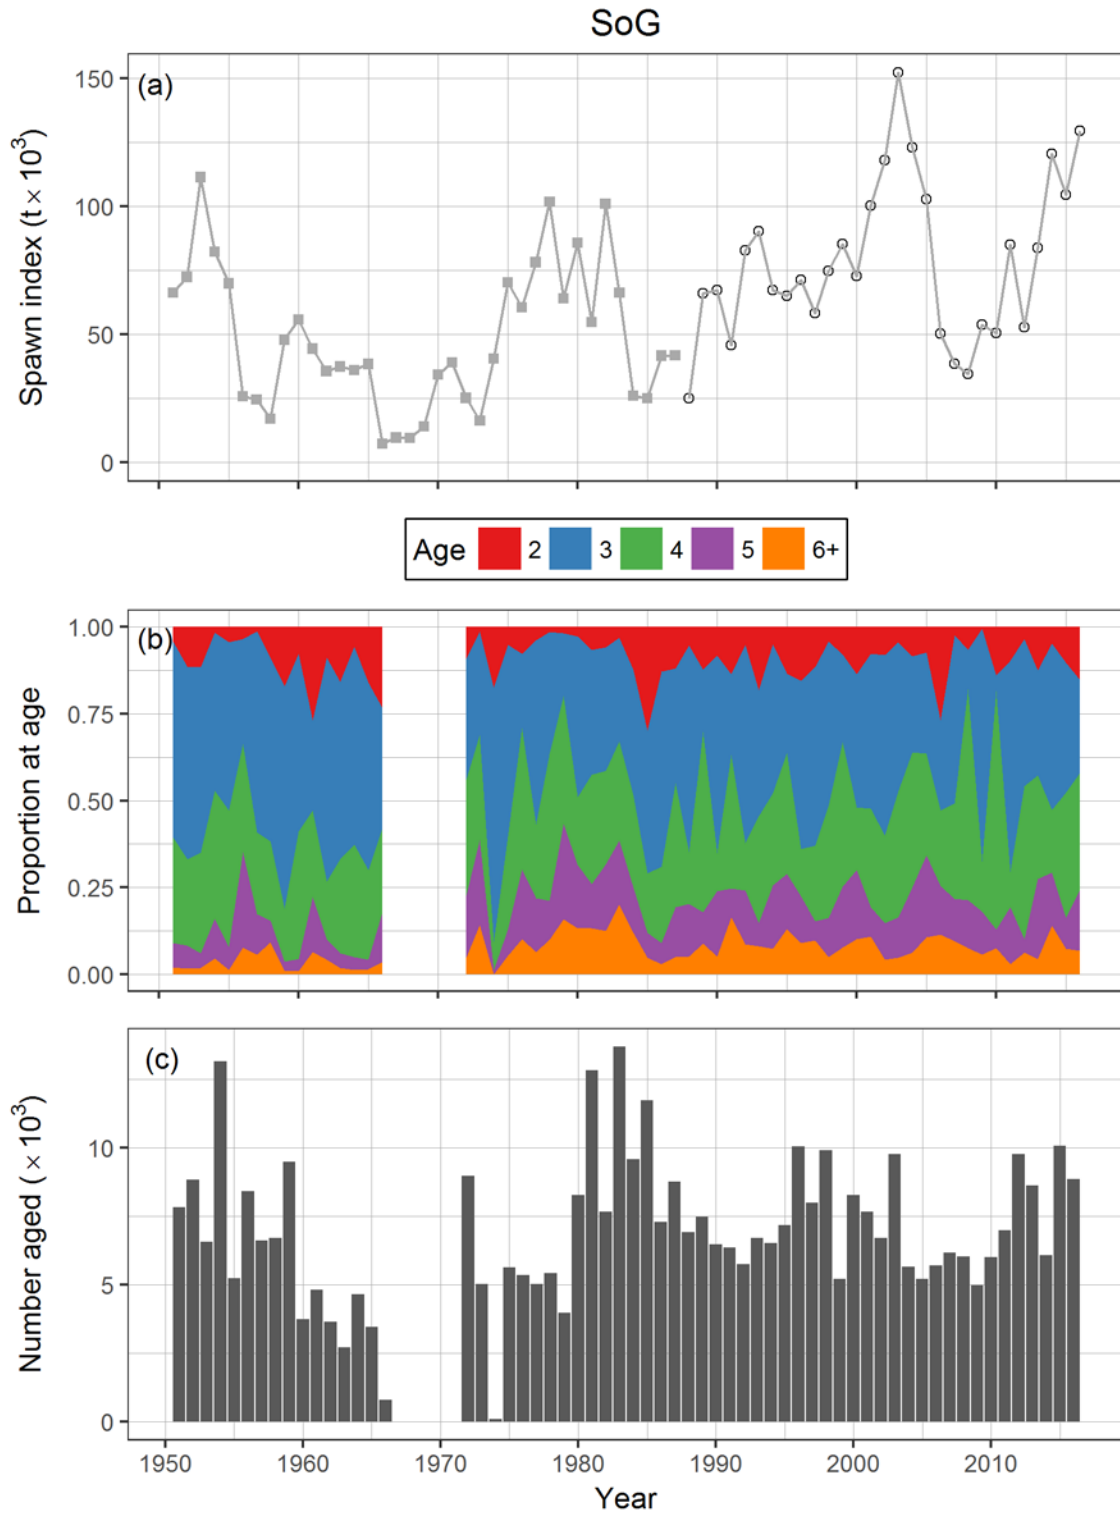 SoG
(a)
Spawn index (t × 10³)
150
100
50
0
Age 2 3 4 5 6+
(b)
Proportion at age
1.00
0.75
0.50
0.25
0.00
(c)
Number aged ( × 10³)
10
5
0
1950 1960 1970 1980 1990 2000 2010
Year